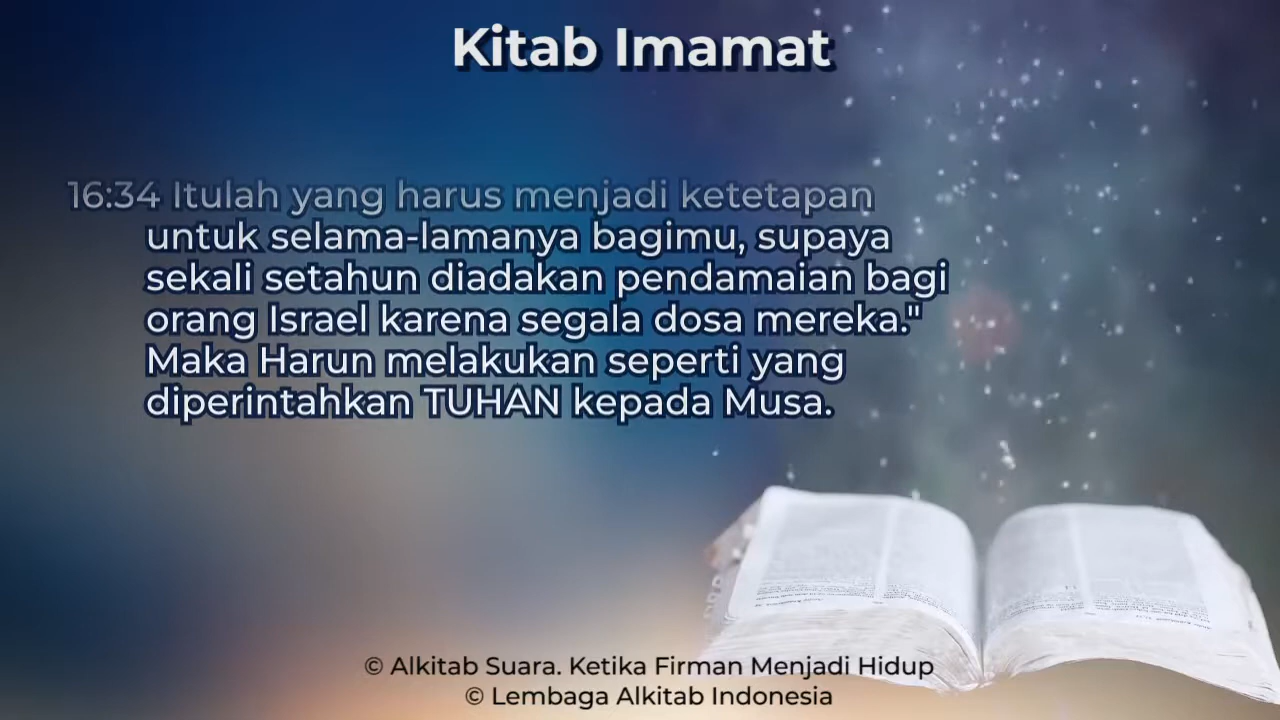 Kitab Imamat
16:34 Itulah yang harus menjadi ketetapan
untuk selama-lamanya bagimu, supaya
sekali setahun diadakan pendamaian bagi
orang Israel karena segala dosa mereka."
Maka Harun melakukan seperti yang
diperintahkan TUHAN kepada Musa.
© Alkitab Suara. Ketika Firman Menjadi Hidup
© Lembaga Alkitab Indonesia